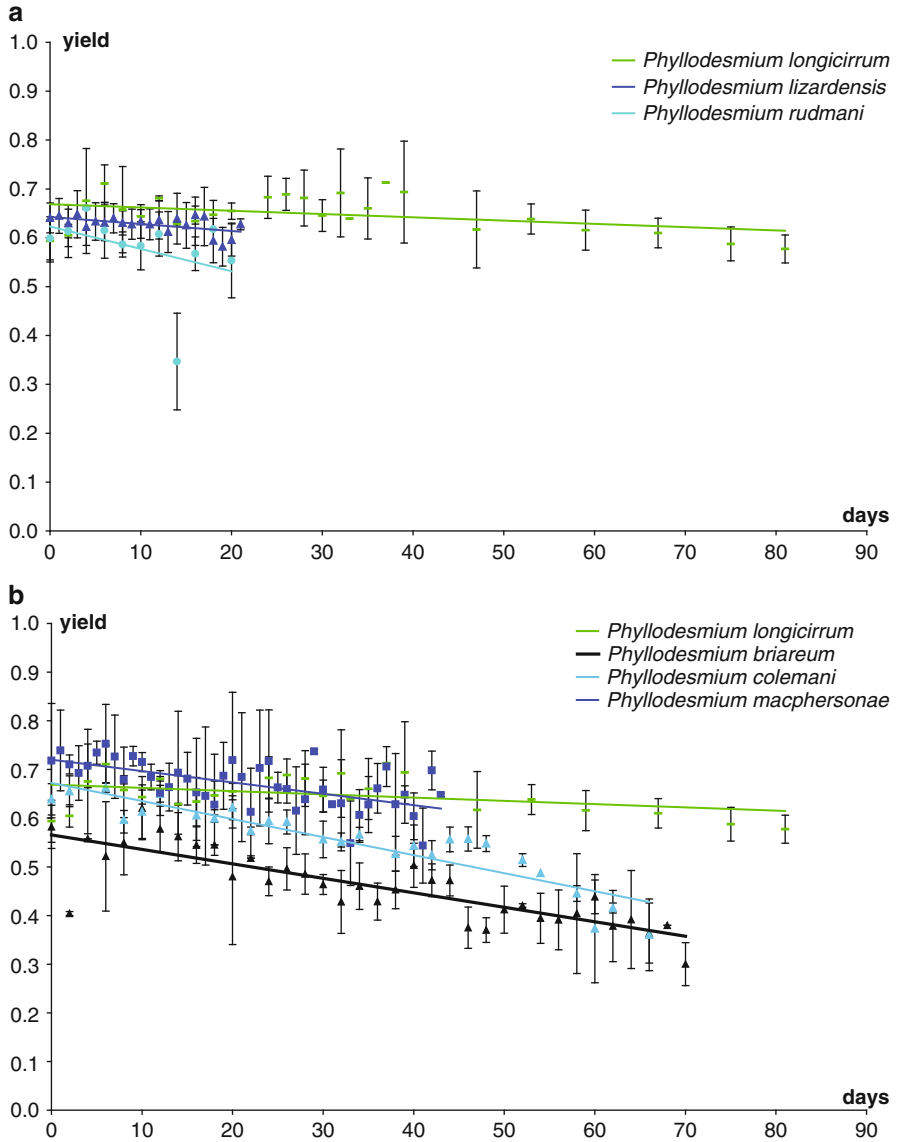 a
yield
1.0
0.9
0.8
0.7
0.6
0.5
0.4
0.3
0.2
0.1
0.0
Phyllodesmium longicirrum
Phyllodesmium lizardensis
Phyllodesmium rudmani
days
0 10 20 30 40 50 60 70 80 90
b
yield
1.0
0.9
0.8
0.7
0.6
0.5
0.4
0.3
0.2
0.1
0.0
Phyllodesmium longicirrum
Phyllodesmium briareum
Phyllodesmium colemani
Phyllodesmium macphersonae
days
0 10 20 30 40 50 60 70 80 90